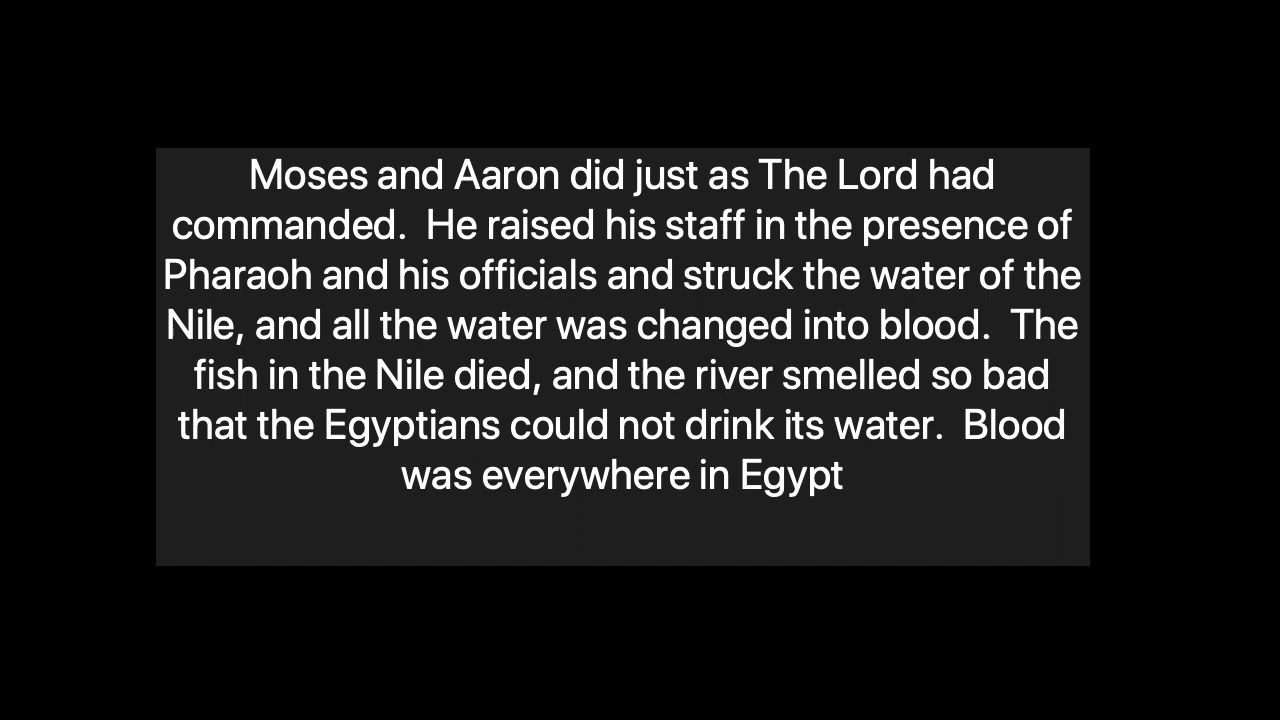 Moses and Aaron did just as The Lord had
commanded.  He raised his staff in the presence of
Pharaoh and his officials and struck the water of the
Nile, and all the water was changed into blood.  The
fish in the Nile died, and the river smelled so bad
that the Egyptians could not drink its water.  Blood
was everywhere in Egypt